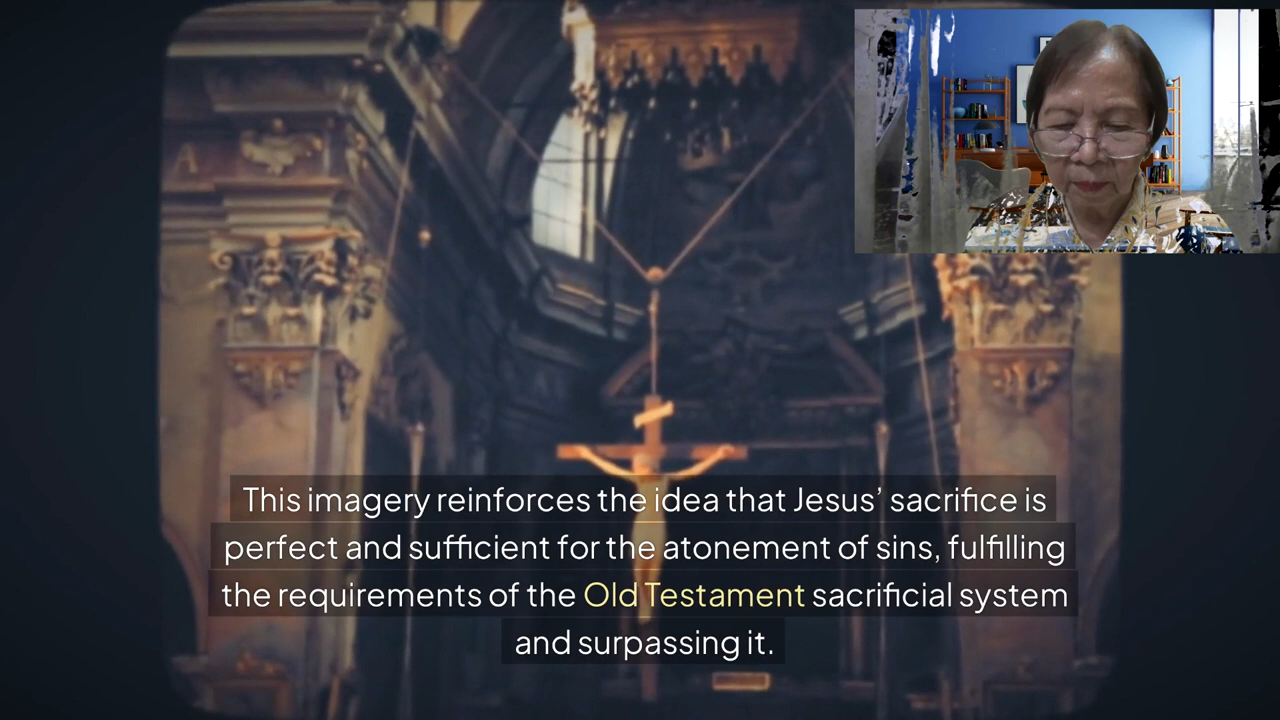 A
This imagery reinforces the idea that Jesus’ sacrifice is
perfect and sufficient for the atonement of sins, fulfilling
the requirements of the Old Testament sacrificial system
and surpassing it.